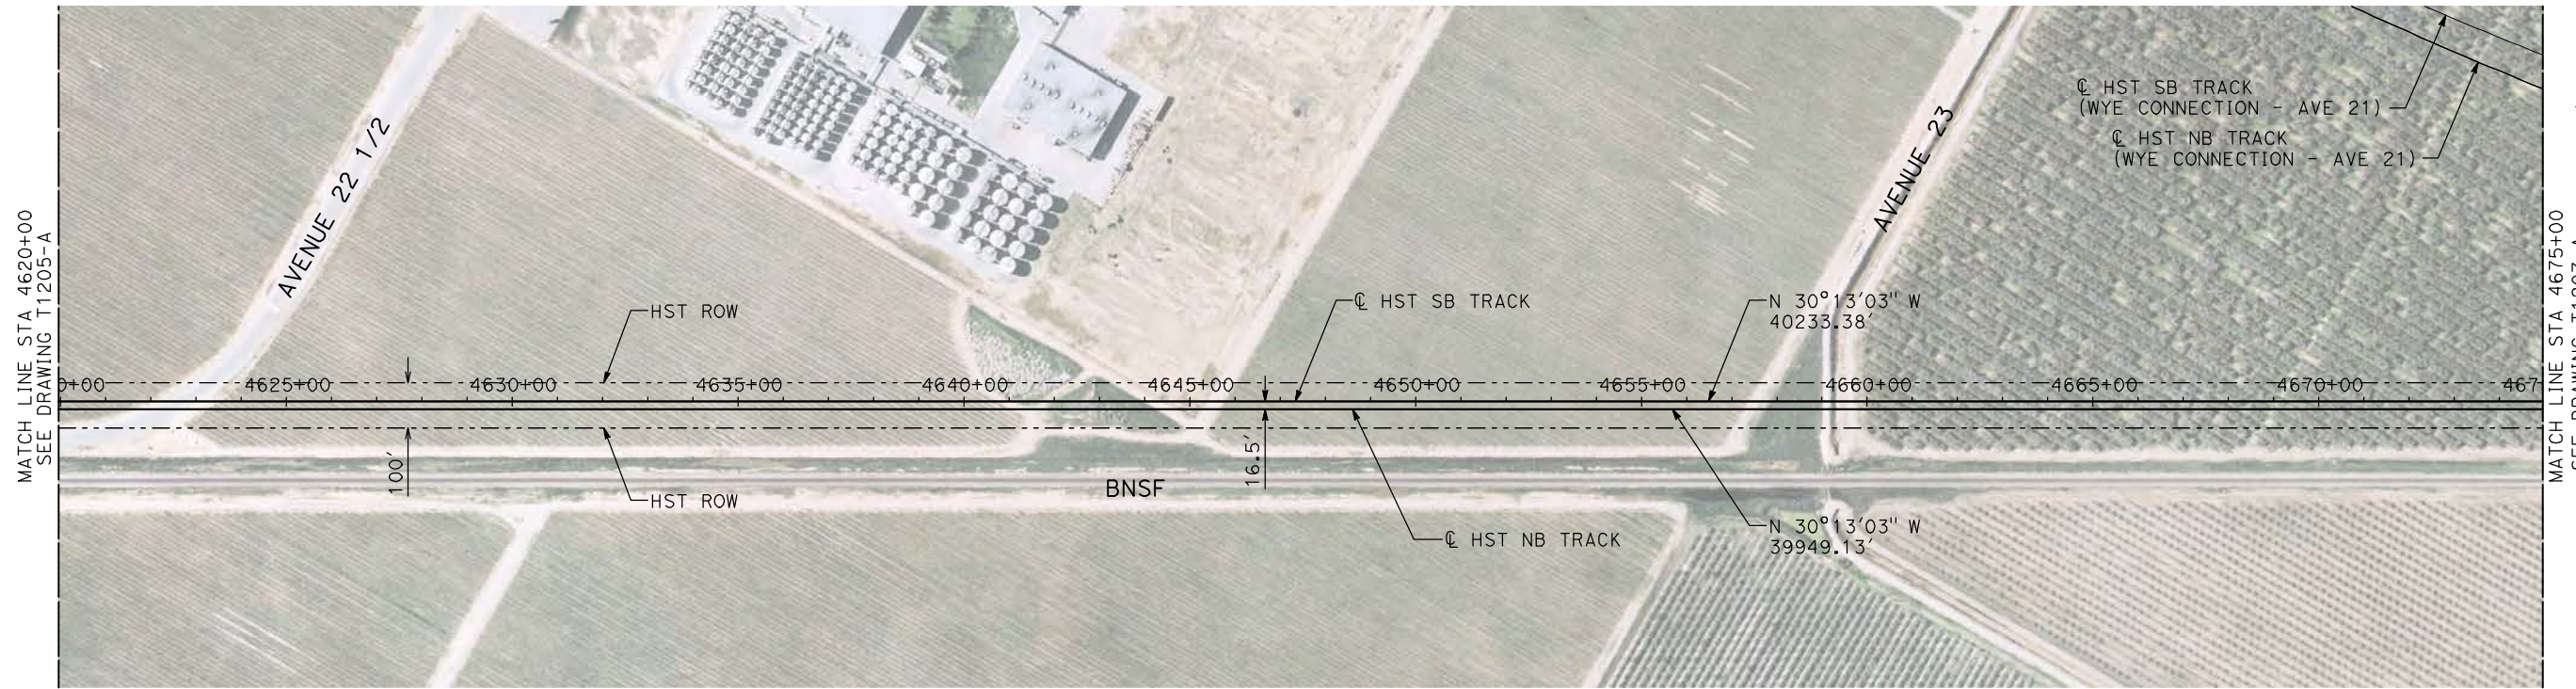 MATCH LINE STA 4620+00
SEE DRAWING T1205-A
AVENUE 22 1/2
AVENUE 23
℄ HST SB TRACK
(WYE CONNECTION - AVE 21)
℄ HST NB TRACK
(WYE CONNECTION - AVE 21)
HST ROW
℄ HST SB TRACK
N 30°13'03" W
40233.38'
0+00
4625+00
4630+00
4635+00
4640+00
4645+00
4650+00
4655+00
4660+00
4665+00
4670+00
467
100'
16.5'
HST ROW
BNSF
℄ HST NB TRACK
N 30°13'03" W
39949.13'
MATCH LINE STA 4675+00